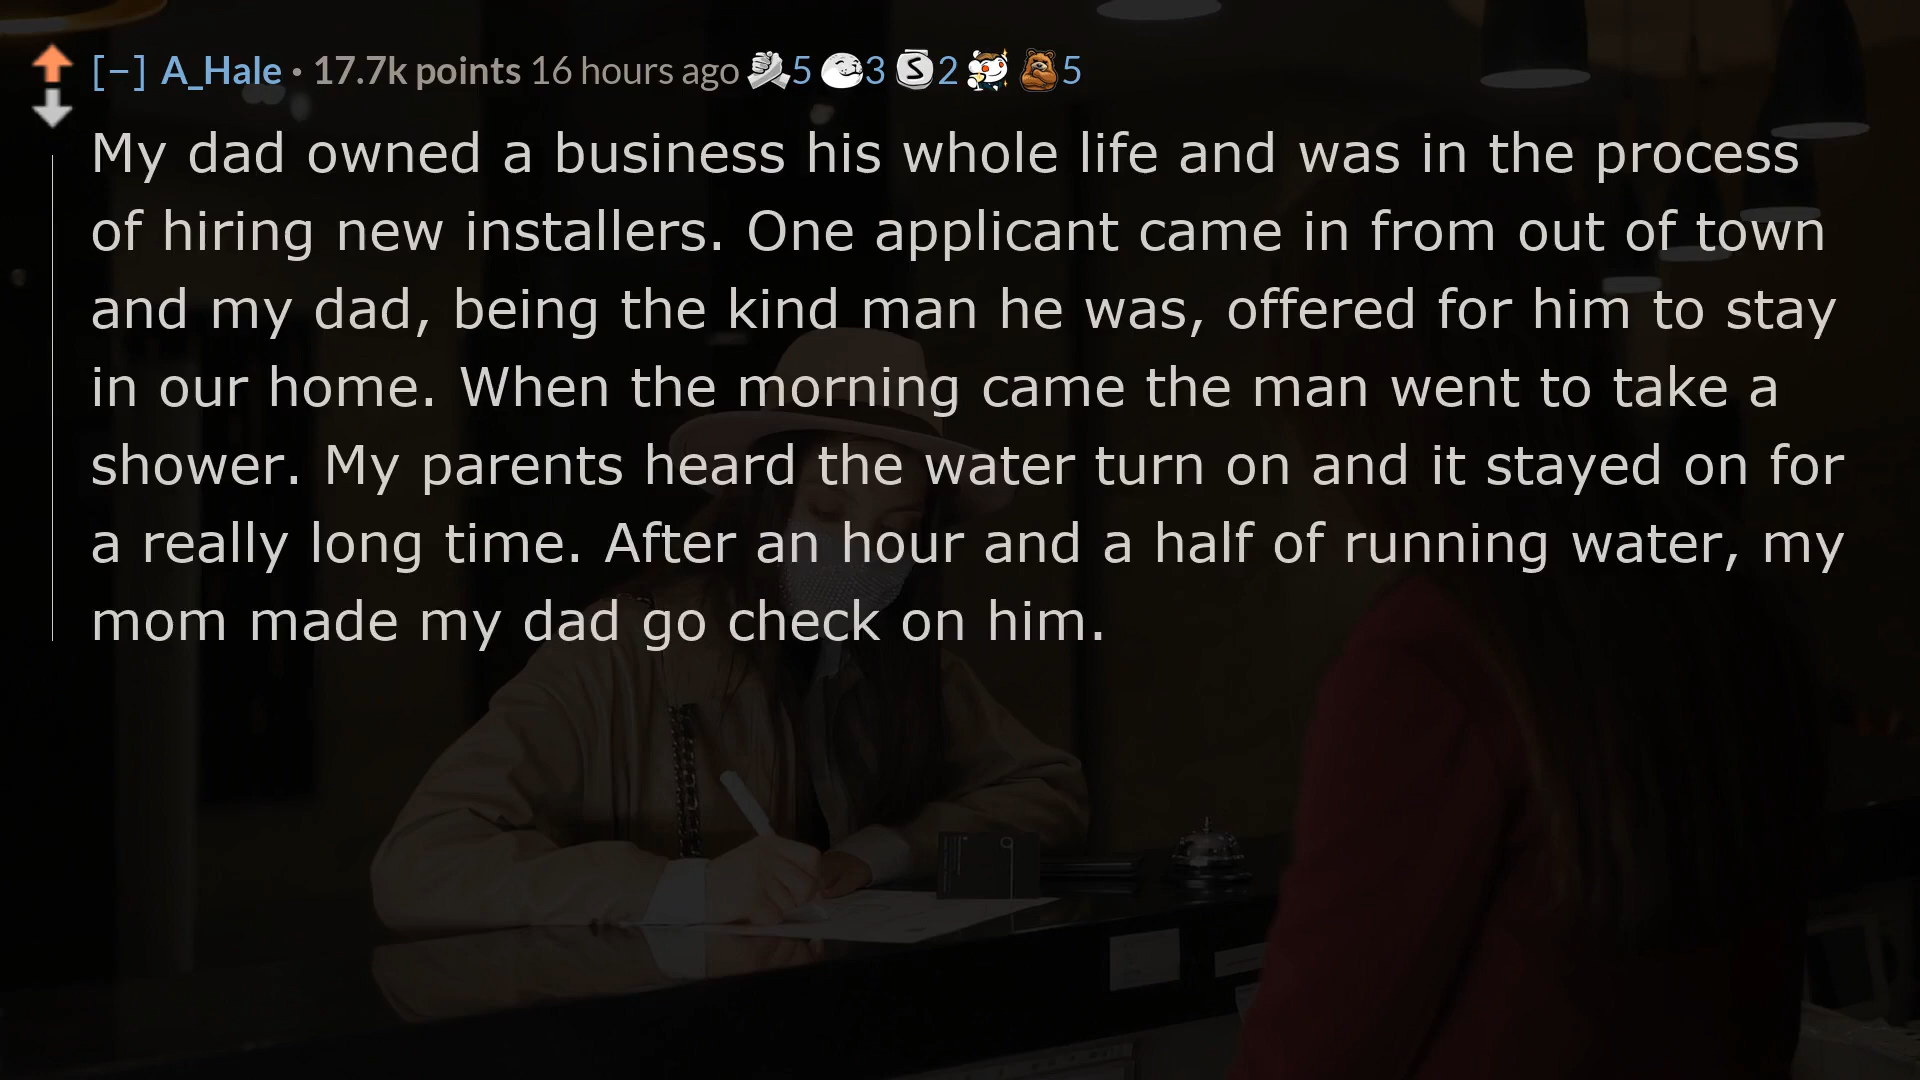 [−] A_Hale · 17.7k points 16 hours ago 5 3 S 2 5
My dad owned a business his whole life and was in the process
of hiring new installers. One applicant came in from out of town
and my dad, being the kind man he was, offered for him to stay
in our home. When the morning came the man went to take a
shower. My parents heard the water turn on and it stayed on for
a really long time. After an hour and a half of running water, my
mom made my dad go check on him.